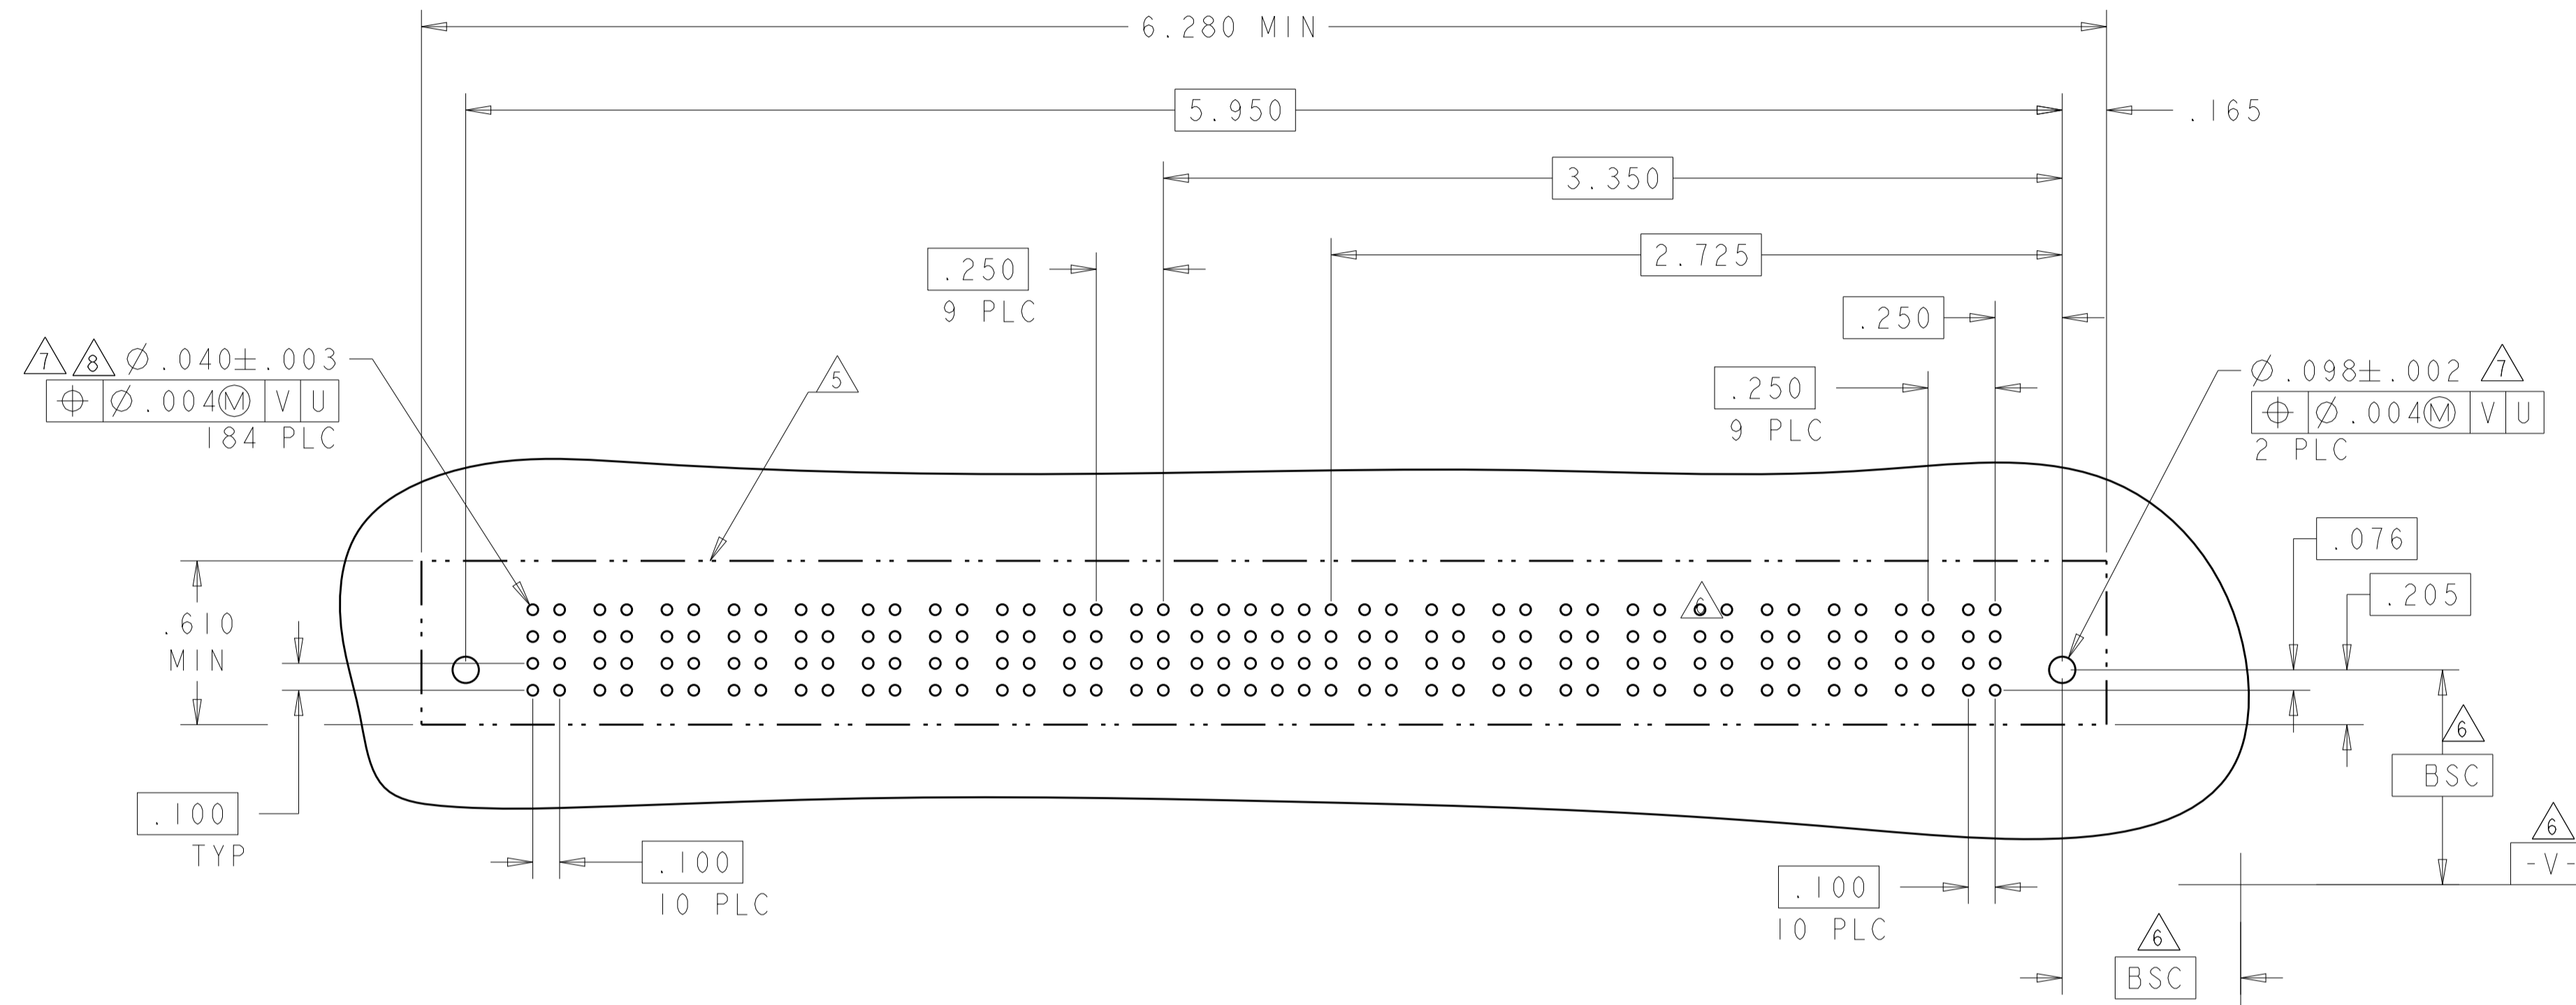 6.280 MIN
5.950
.165
3.350
2.725
.250
9 PLC
.250
7 8 Ø .040±.003
⌖ Ø .004Ⓜ V U
184 PLC
5
.250
9 PLC
Ø .098±.002 7
⌖ Ø .004Ⓜ V U
2 PLC
.076
.205
6
.610
MIN
6
BSC
.100
TYP
.100
10 PLC
.100
10 PLC
6
-V-
6
BSC